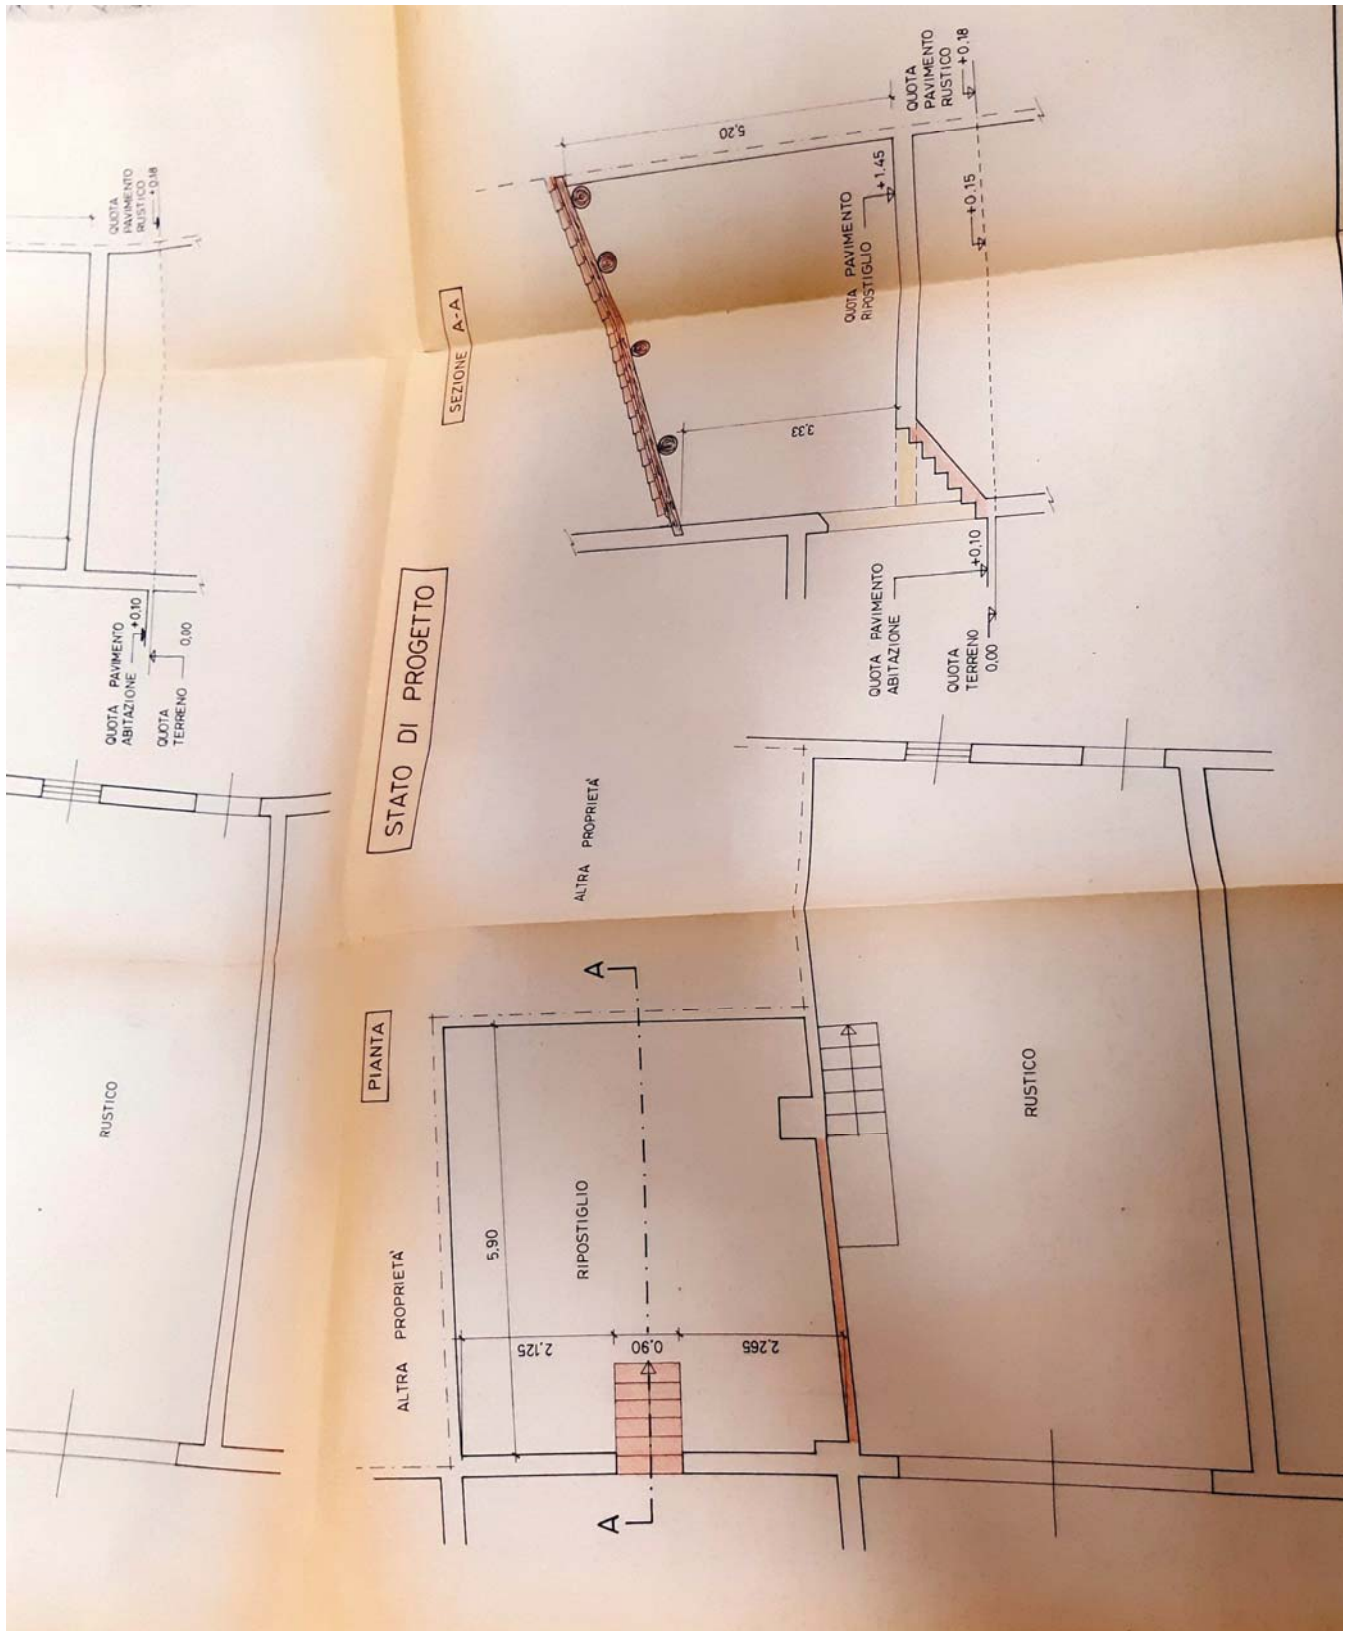 RUSTICO
QUOTA PAVIMENTO
ABITAZIONE
+0,10
QUOTA
TERRENO
0,00
QUOTA
PAVIMENTO
RUSTICO
+0,18
STATO DI PROGETTO
PIANTA
SEZIONE A-A
ALTRA PROPRIETÀ
ALTRA PROPRIETÀ
5,90
RIPOSTIGLIO
2,125
0,90
2,265
A
A
RUSTICO
5,20
3,33
QUOTA PAVIMENTO
RIPOSTIGLIO
+1,45
QUOTA
PAVIMENTO
RUSTICO
+0,18
+0,15
QUOTA PAVIMENTO
ABITAZIONE
+0,10
QUOTA
TERRENO
0,00